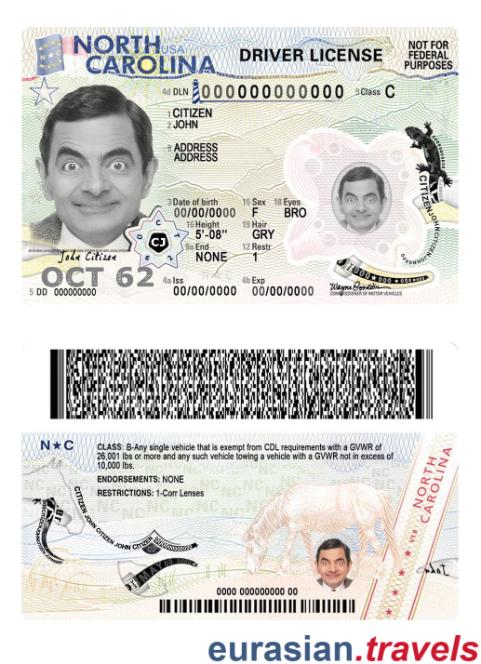 NORTH USA
CAROLINA
DRIVER LICENSE
NOT FOR
FEDERAL
PURPOSES
4d DLN 000000000000
9 Class C
1 CITIZEN
2 JOHN
8 ADDRESS
ADDRESS
3 Date of birth
00/00/0000
15 Sex
F
18 Eyes
BRO
16 Height
5'-08"
19 Hair
GRY
9a End
NONE
12 Restr
1
4a Iss
00/00/0000
4b Exp
00/00/0000
CJ
John Citizen
OCT 62
5 DD 000000000
CITIZENJOHNCITIZENJOHN
COMMISSIONER OF MOTOR VEHICLES
N★C
CLASS: B-Any single vehicle that is exempt from CDL requirements with a GVWR of
26,001 lbs or more and any such vehicle towing a vehicle with a GVWR not in excess of
10,000 lbs.
ENDORSEMENTS: NONE
RESTRICTIONS: 1-Corr Lenses
NORTH
CAROLINA
CITIZEN JOHN CITIZEN JOHN CITIZEN
0000 000000000 00
eurasian.travels